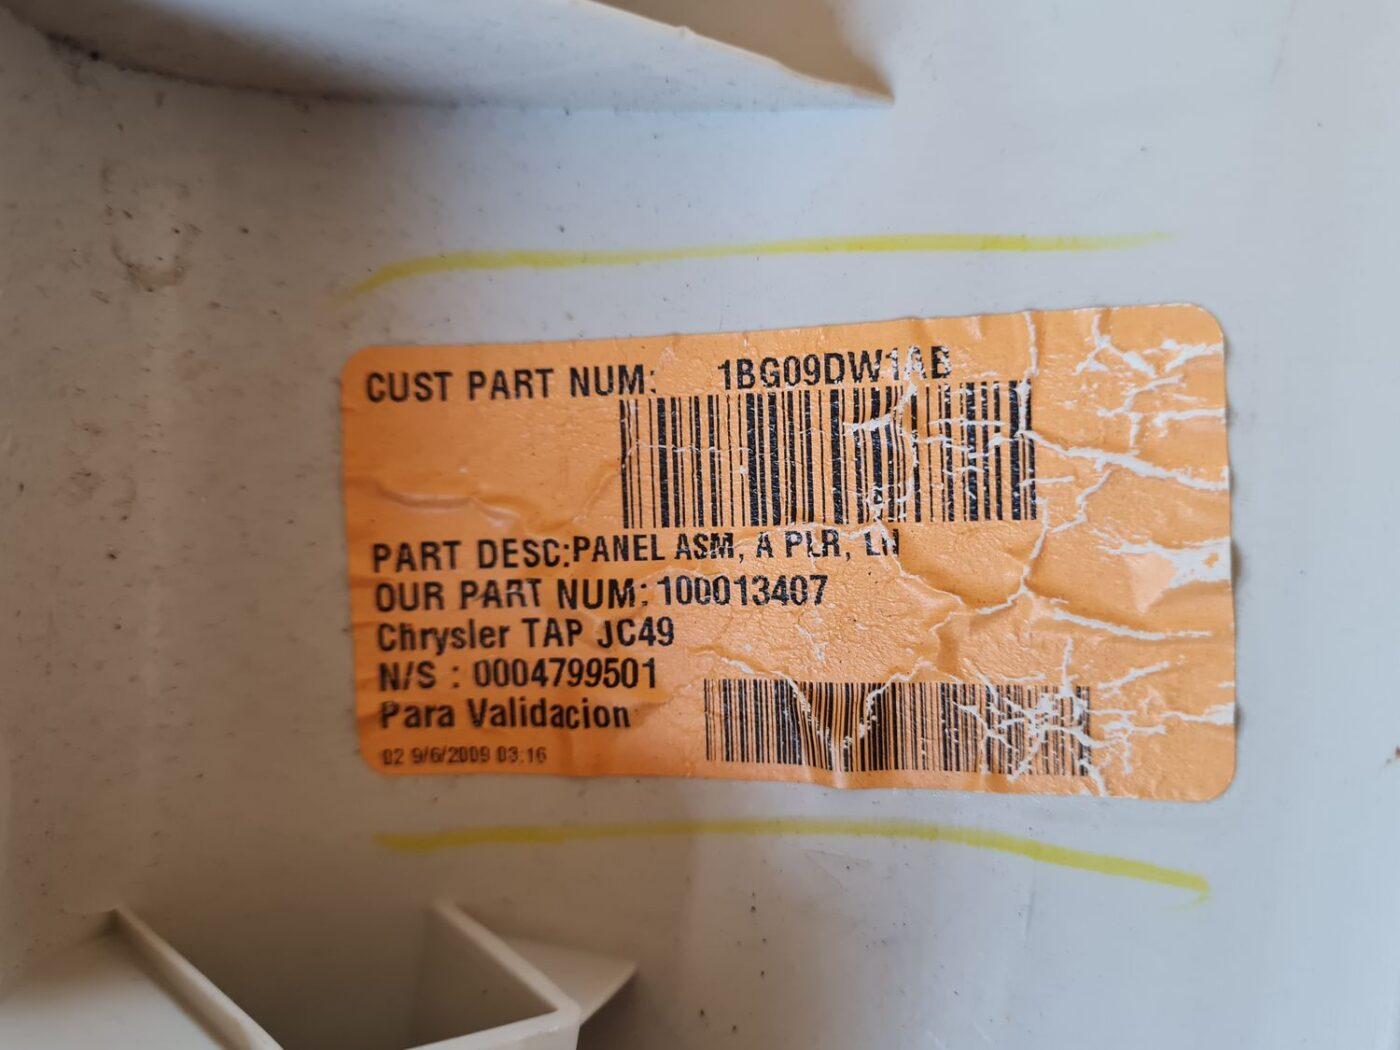 CUST PART NUM: 1BG09DW1AB
PART DESC:PANEL ASM, A PLR,
OUR PART NUM: 100013407
Chrysler TAP JC49
N/S : 0004799501
Para Validacion
02 9/6/2009 03:16